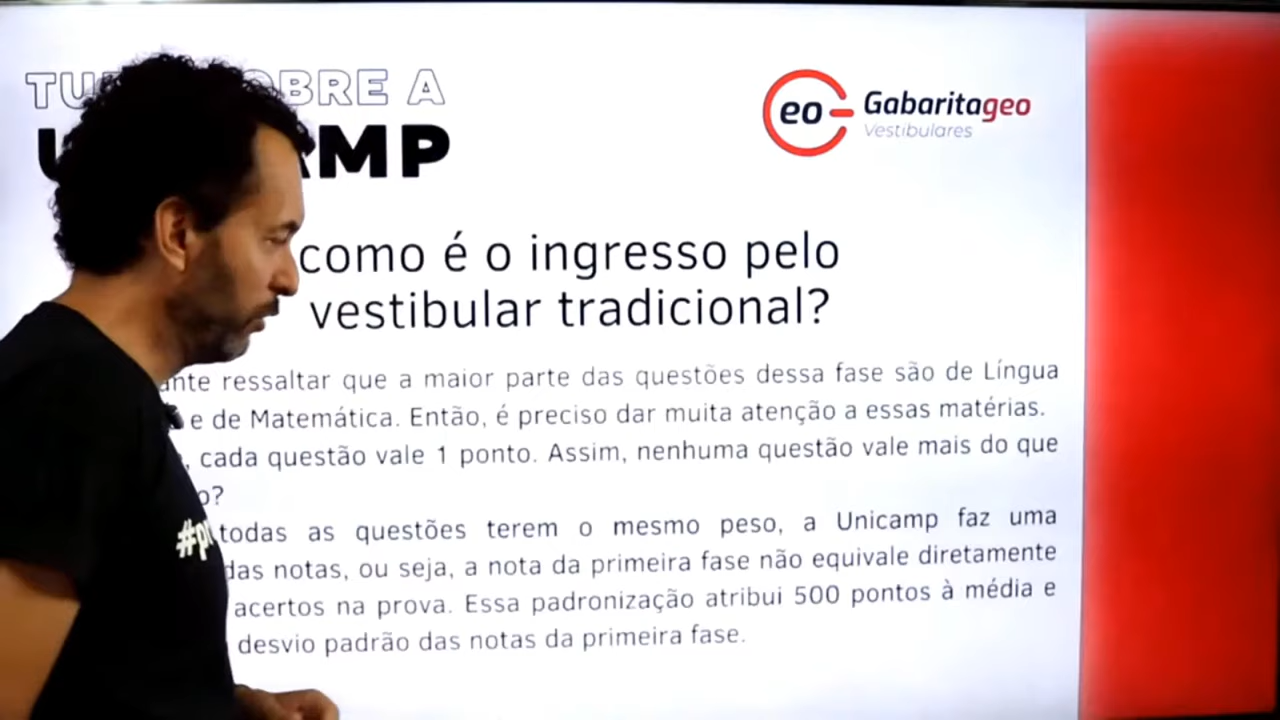 BRE A
MP
eo
Gabaritageo
Vestibulares
como é o ingresso pelo
vestibular tradicional?
ressaltar que a maior parte das questões dessa fase são de Língua
e de Matemática. Então, é preciso dar muita atenção a essas matérias.
, cada questão vale 1 ponto. Assim, nenhuma questão vale mais do que
o?
todas as questões terem o mesmo peso, a Unicamp faz uma
das notas, ou seja, a nota da primeira fase não equivale diretamente
acertos na prova. Essa padronização atribui 500 pontos à média e
desvio padrão das notas da primeira fase.